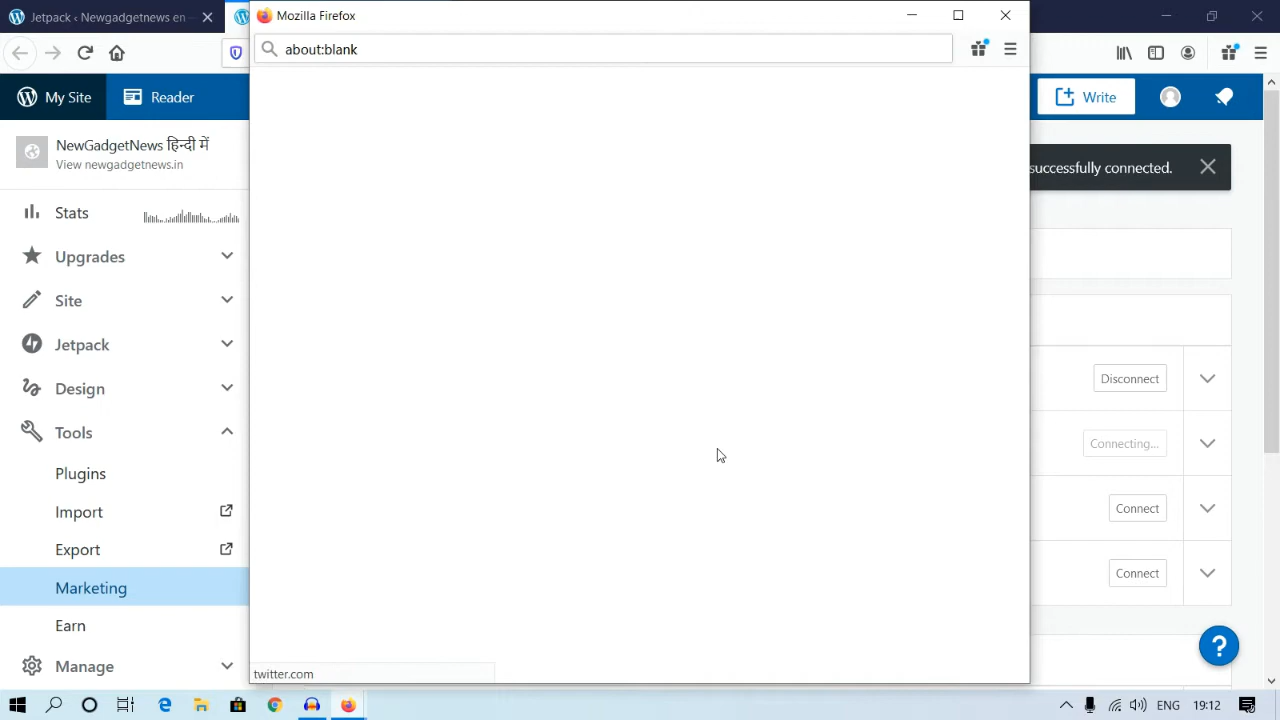 Jetpack ‹ Newgadgetnews en
Mozilla Firefox
about:blank
My Site
Reader
Write
NewGadgetNews हिन्दी में
View newgadgetnews.in
successfully connected.
Stats
Upgrades
Site
Jetpack
Disconnect
Design
Tools
Connecting...
Plugins
Import
Connect
Export
Connect
Marketing
Earn
Manage
twitter.com
ENG
19:12